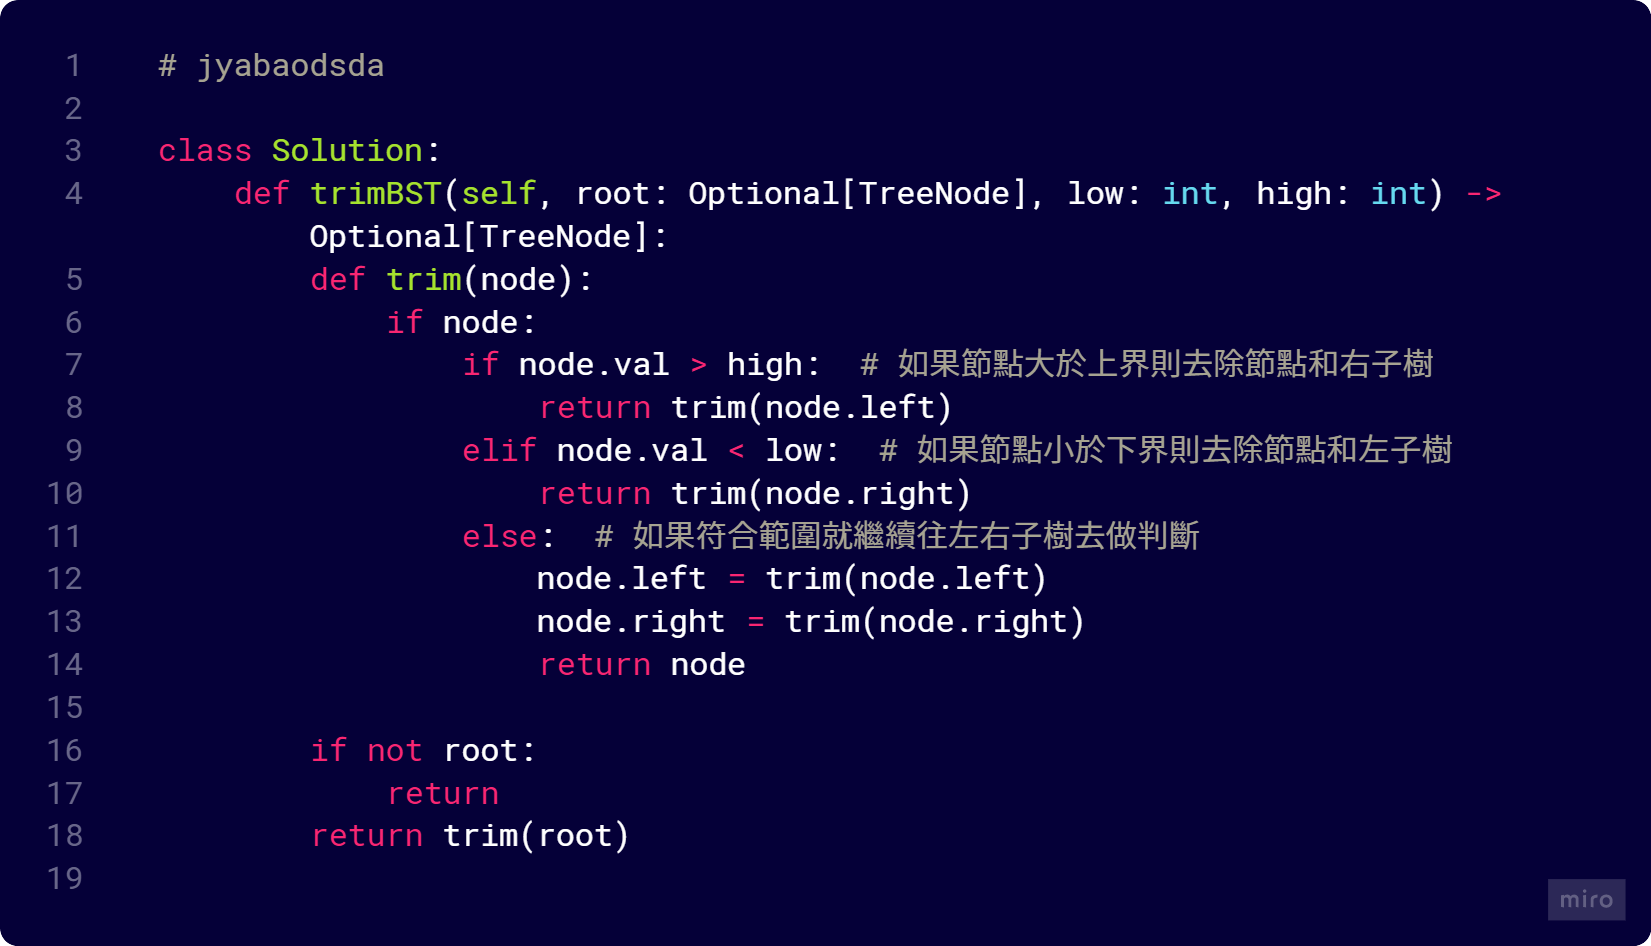 1 # jyabaodsda
2
3 class Solution:
4 def trimBST(self, root: Optional[TreeNode], low: int, high: int) ->
Optional[TreeNode]:
5 def trim(node):
6 if node:
7 if node.val > high:  # 如果節點大於上界則去除節點和右子樹
8 return trim(node.left)
9 elif node.val < low:  # 如果節點小於下界則去除節點和左子樹
10 return trim(node.right)
11 else:  # 如果符合範圍就繼續往左右子樹去做判斷
12 node.left = trim(node.left)
13 node.right = trim(node.right)
14 return node
15
16 if not root:
17 return
18 return trim(root)
19
miro